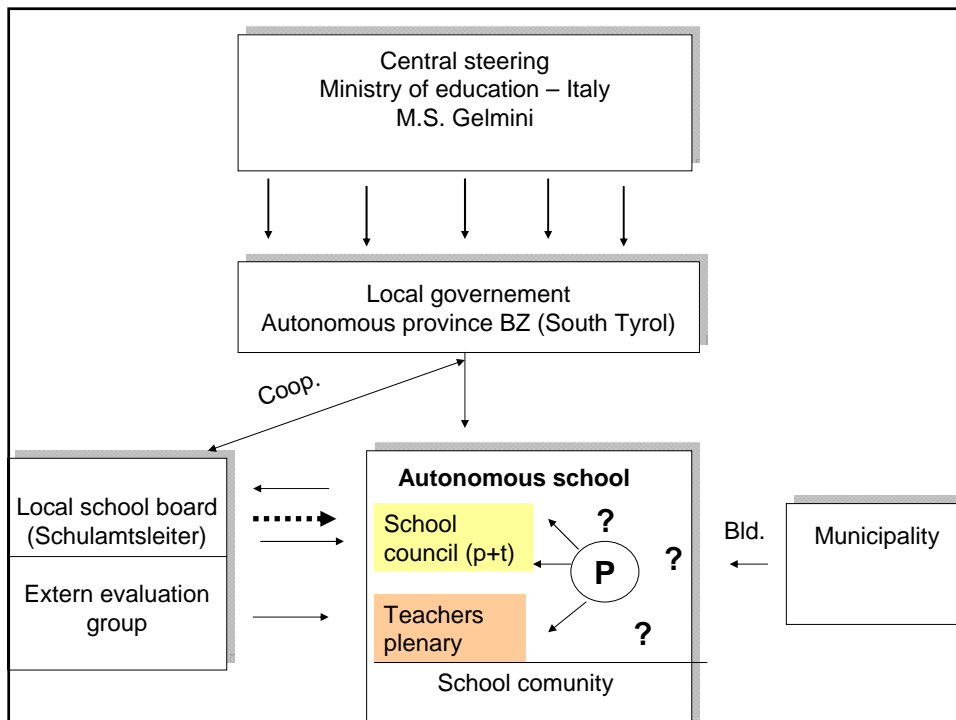 Central steering
Ministry of education – Italy
M.S. Gelmini
Local governement
Autonomous province BZ (South Tyrol)
Coop.
Local school board
(Schulamtsleiter)
Extern evaluation
group
Autonomous school
School
council (p+t)
Teachers
plenary
?
P
?
?
School comunity
Bld.
Municipality